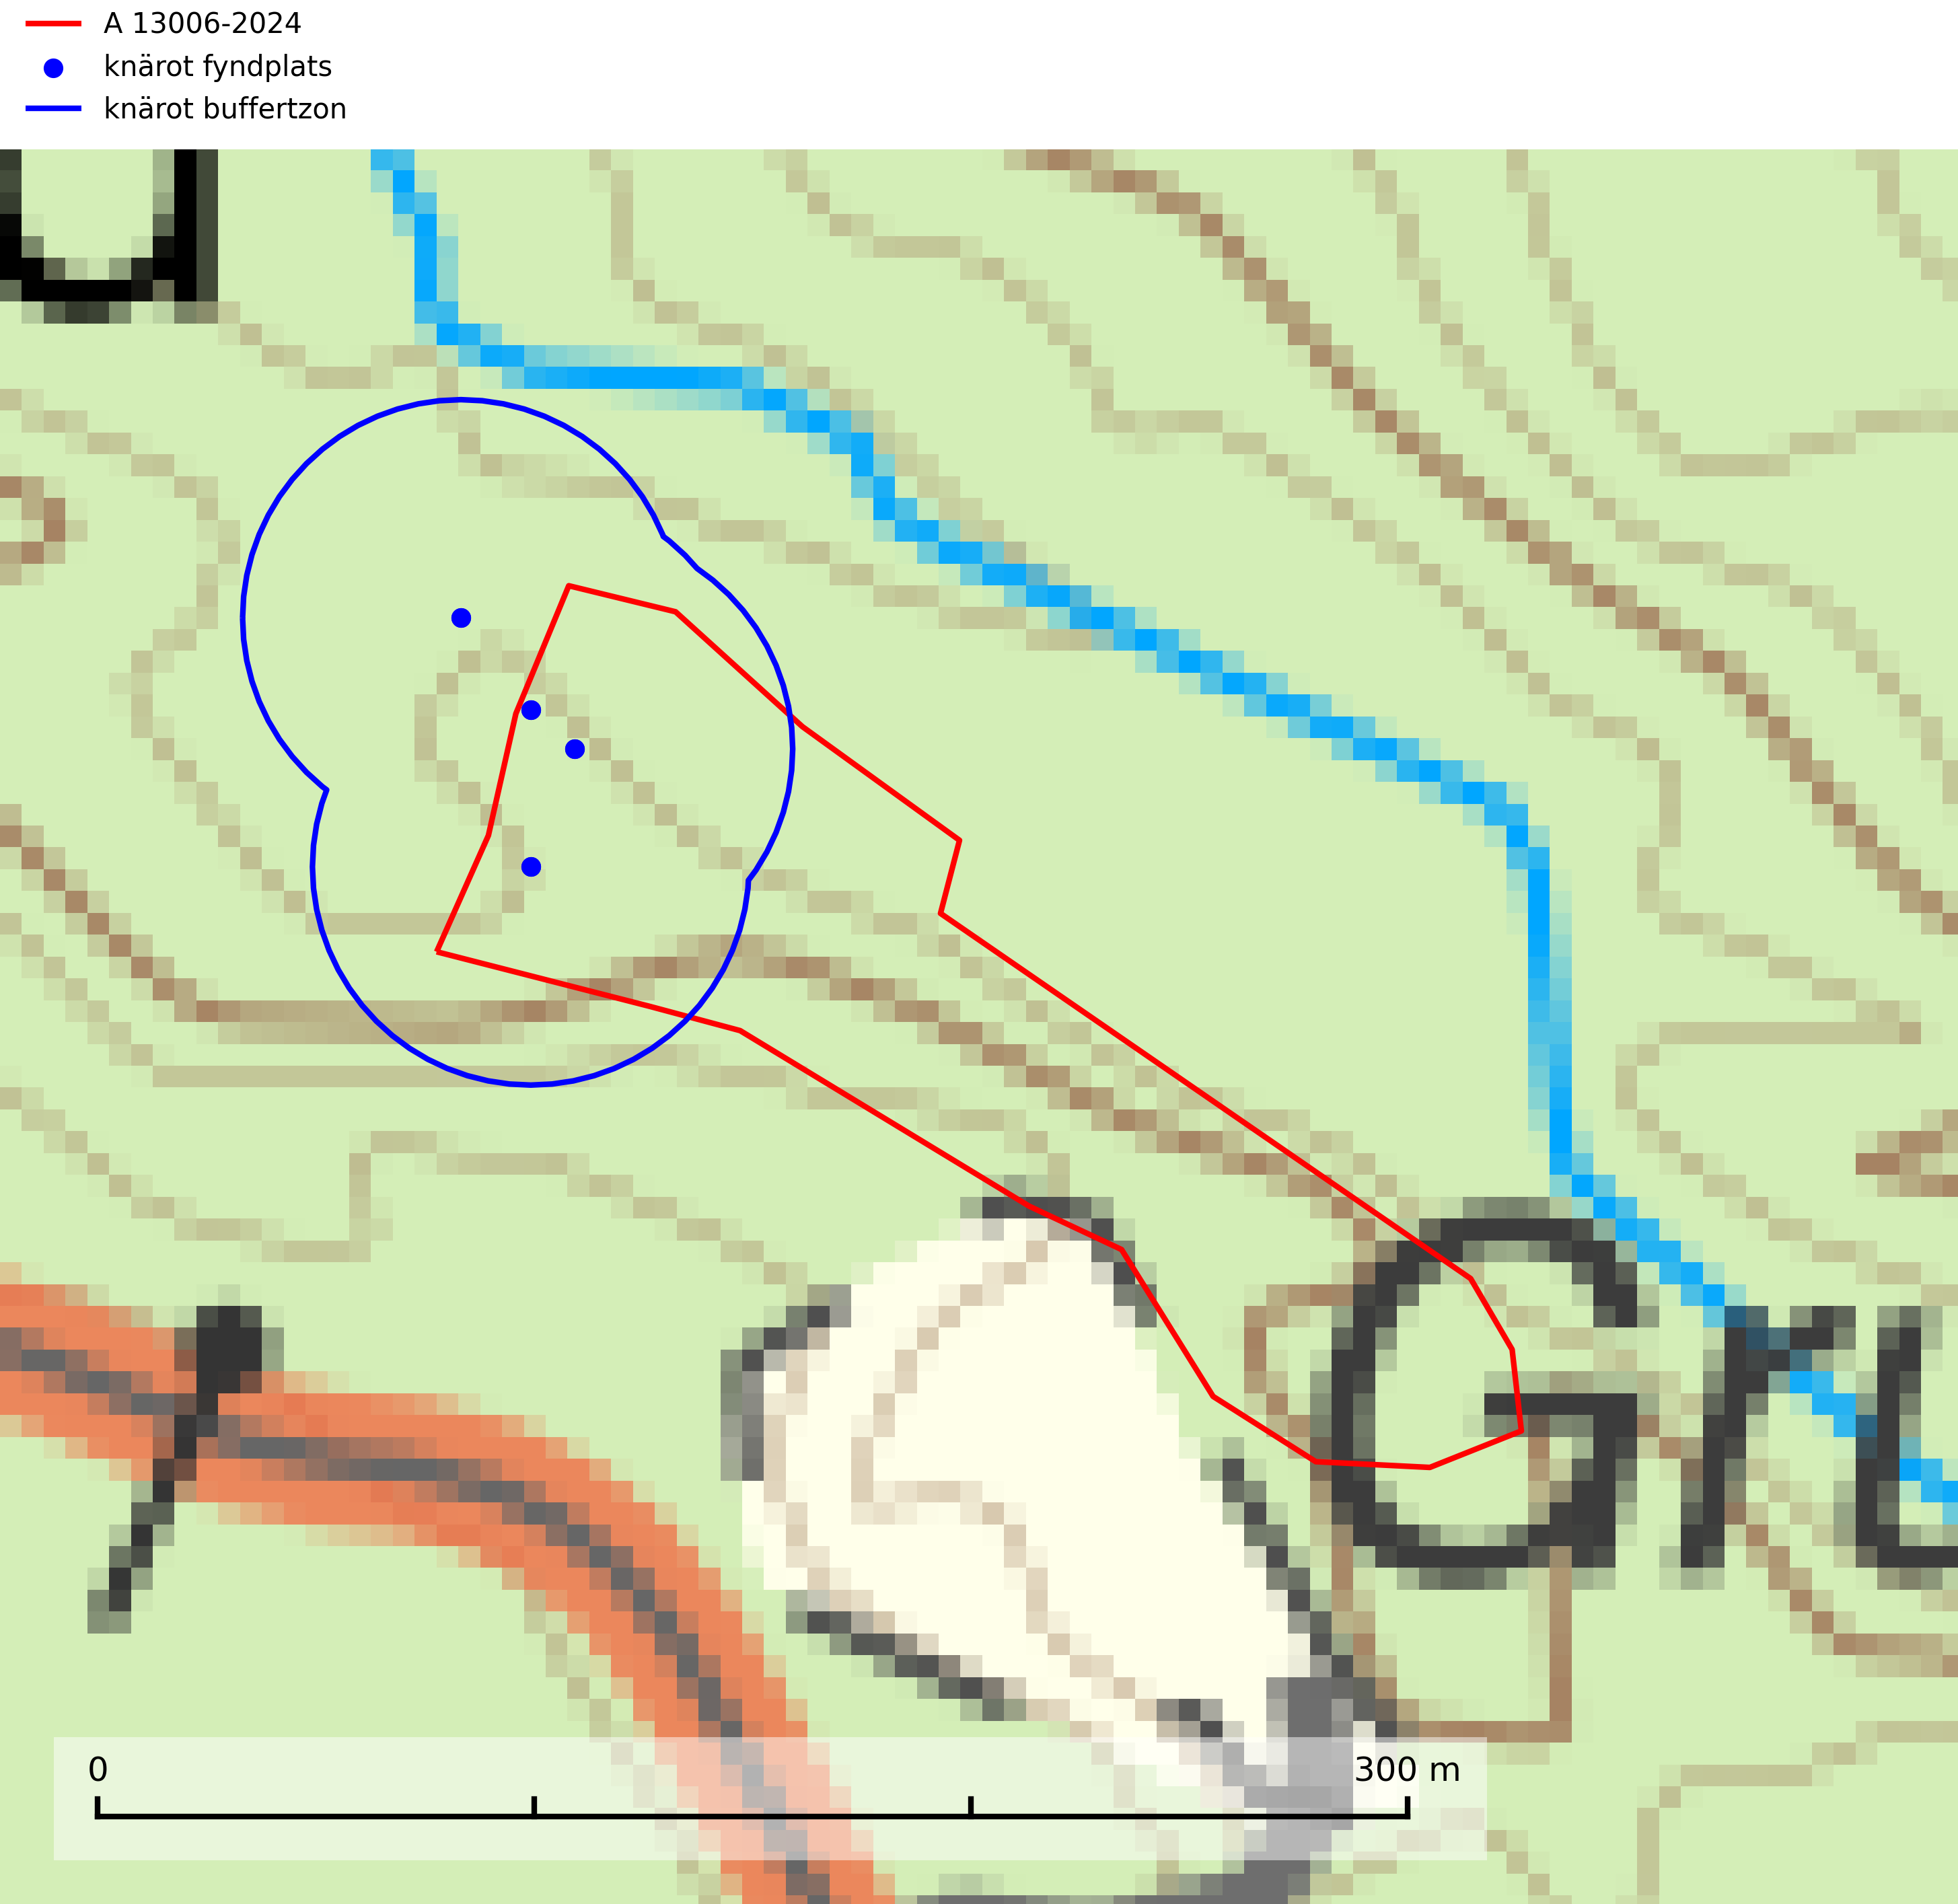 A 13006-2024
knärot fyndplats
knärot buffertzon
0
300 m